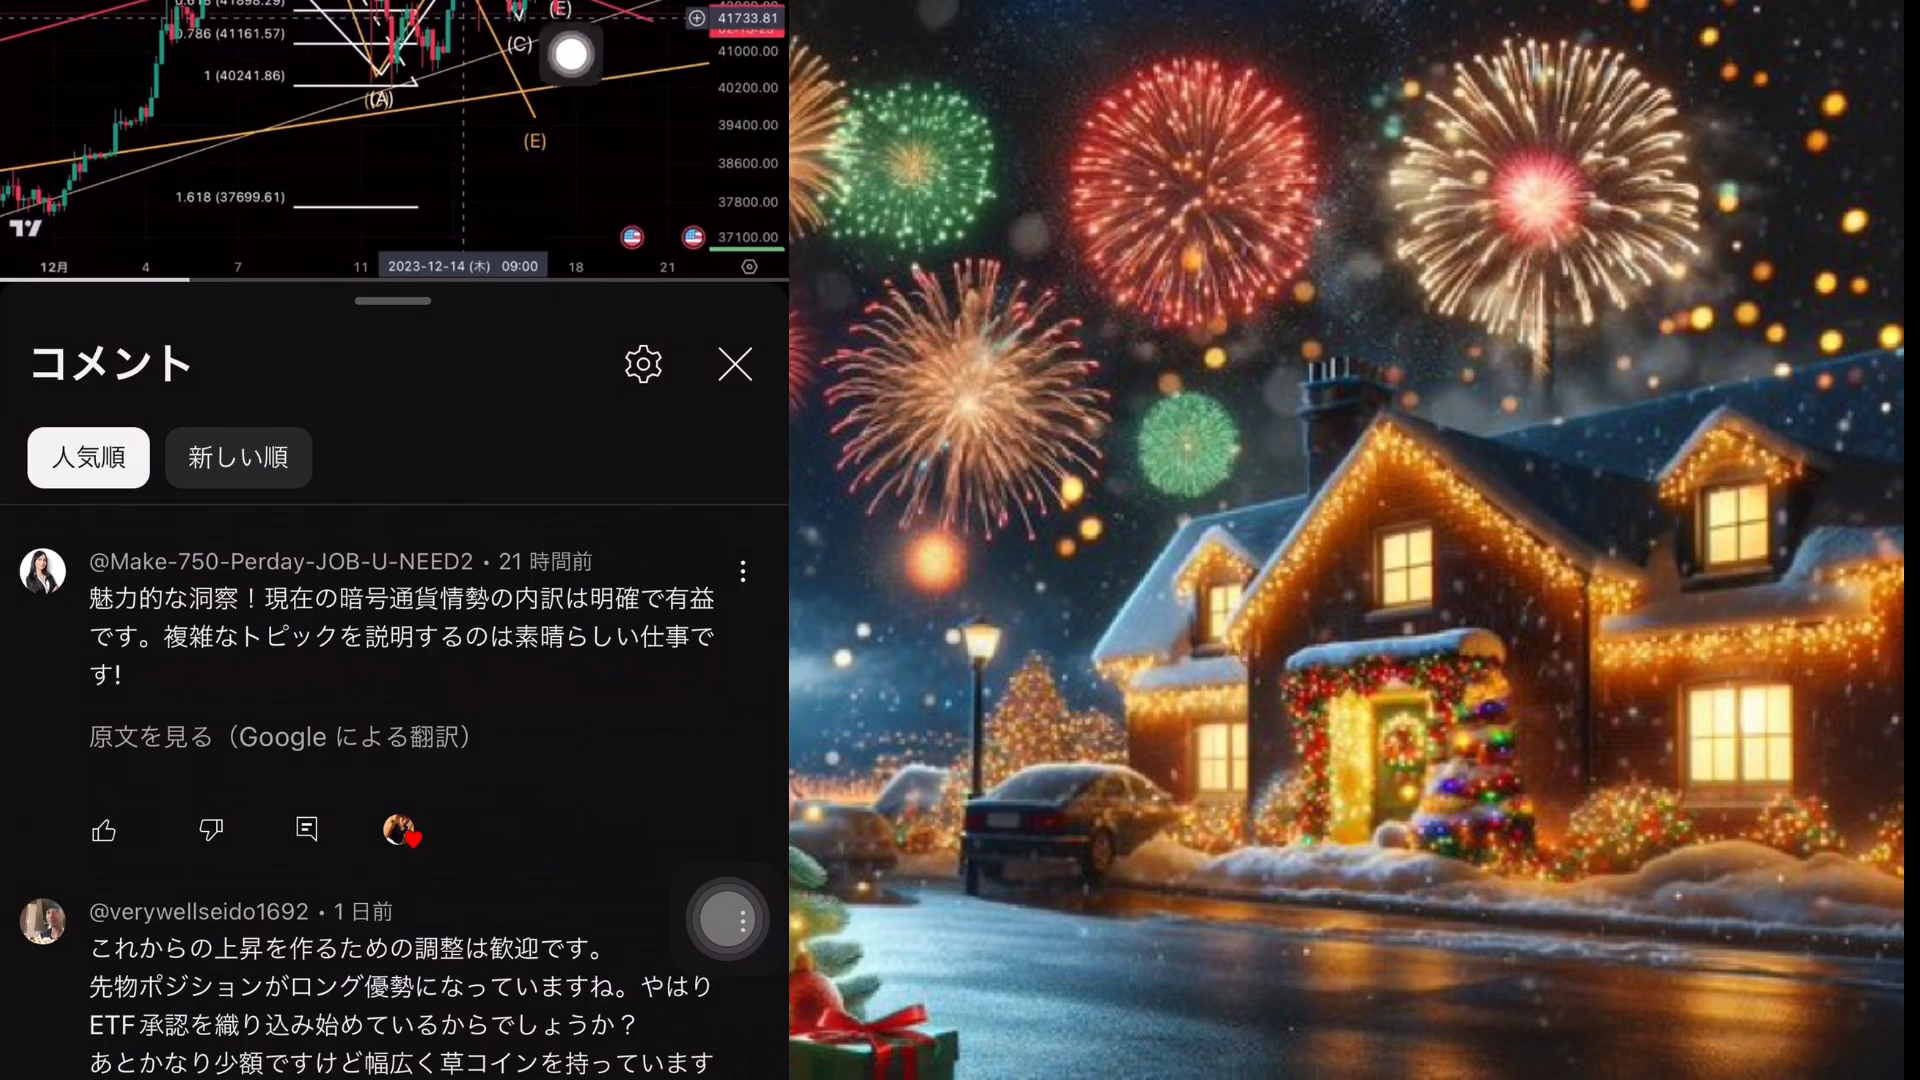 0.618 (41898.29)
(E)
41733.81
0.786 (41161.57)
(C)
41000.00
1 (40241.86)
40200.00
(A)
39400.00
(E)
38600.00
1.618 (37699.61)
37800.00
37100.00
12月
4
7
11
2023-12-14 (木) 09:00
18
21
コメント
人気順
新しい順
@Make-750-Perday-JOB-U-NEED2・21 時間前
魅力的な洞察！現在の暗号通貨情勢の内訳は明確で有益
です。複雑なトピックを説明するのは素晴らしい仕事で
す!
原文を見る（Google による翻訳）
@verywellseido1692・1 日前
これからの上昇を作るための調整は歓迎です。
先物ポジションがロング優勢になっていますね。やはり
ETF承認を織り込み始めているからでしょうか？
あとかなり少額ですけど幅広く草コインを持っています